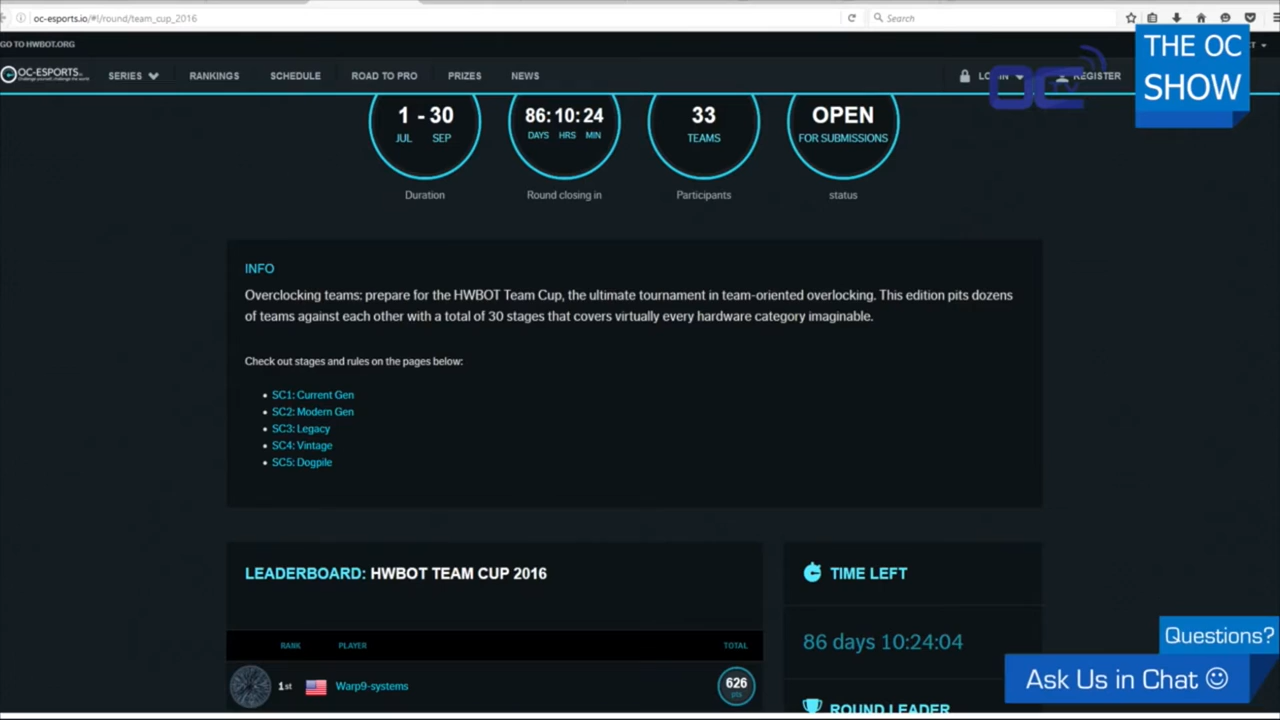 oc-esports.io/#!/round/team_cup_2016
Search
GO TO HWBOT.ORG
THE OC
SHOW
OC-ESPORTS
SERIES
RANKINGS
SCHEDULE
ROAD TO PRO
PRIZES
NEWS
LOGIN
REGISTER
OC TV
1 - 30
JUL SEP
Duration
86:10:24
DAYS HRS MIN
Round closing in
33
TEAMS
Participants
OPEN
FOR SUBMISSIONS
status
INFO
Overclocking teams: prepare for the HWBOT Team Cup, the ultimate tournament in team-oriented overlocking. This edition pits dozens
of teams against each other with a total of 30 stages that covers virtually every hardware category imaginable.
Check out stages and rules on the pages below:
• SC1: Current Gen
• SC2: Modern Gen
• SC3: Legacy
• SC4: Vintage
• SC5: Dogpile
LEADERBOARD: HWBOT TEAM CUP 2016
RANK PLAYER TOTAL
1st Warp9-systems 626
pts
TIME LEFT
86 days 10:24:04
ROUND LEADER
Questions?
Ask Us in Chat ☺